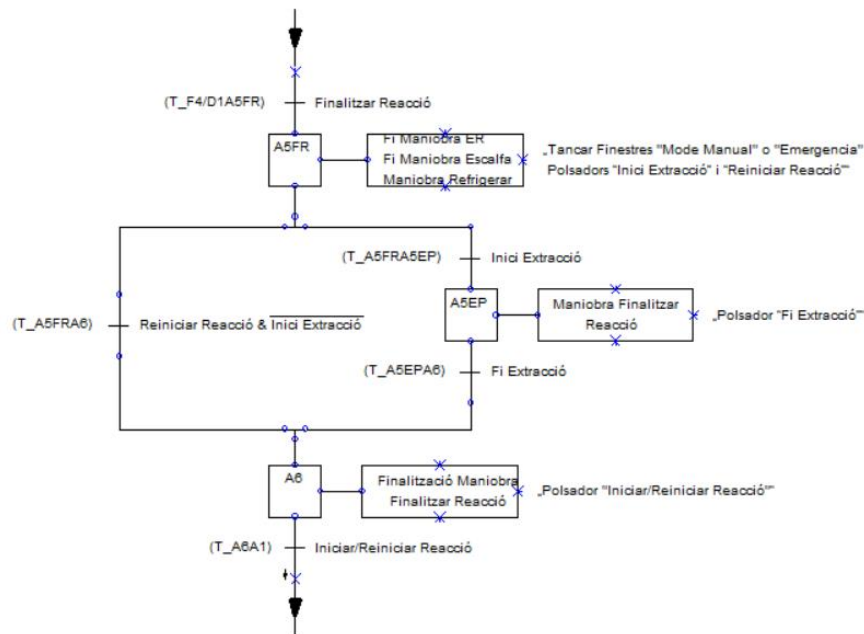 (T_F4/D1A5FR) Finalitzar Reacció
A5FR
Fi Maniobra ER
Fi Maniobra Escalfa
Maniobra Refrigerar
„Tancar Finestres "Mode Manual" o "Emergencia"
Polsadors "Inici Extracció" i "Reiniciar Reacció"“
(T_A5FRA5EP) Inici Extracció
A5EP
Maniobra Finalitzar
Reacció
„Polsador "Fi Extracció"“
(T_A5FRA6) Reiniciar Reacció & Inici Extracció
(T_A5EPA6) Fi Extracció
A6
Finalització Maniobra
Finalitzar Reacció
„Polsador "Iniciar/Reiniciar Reacció"“
(T_A6A1) Iniciar/Reiniciar Reacció